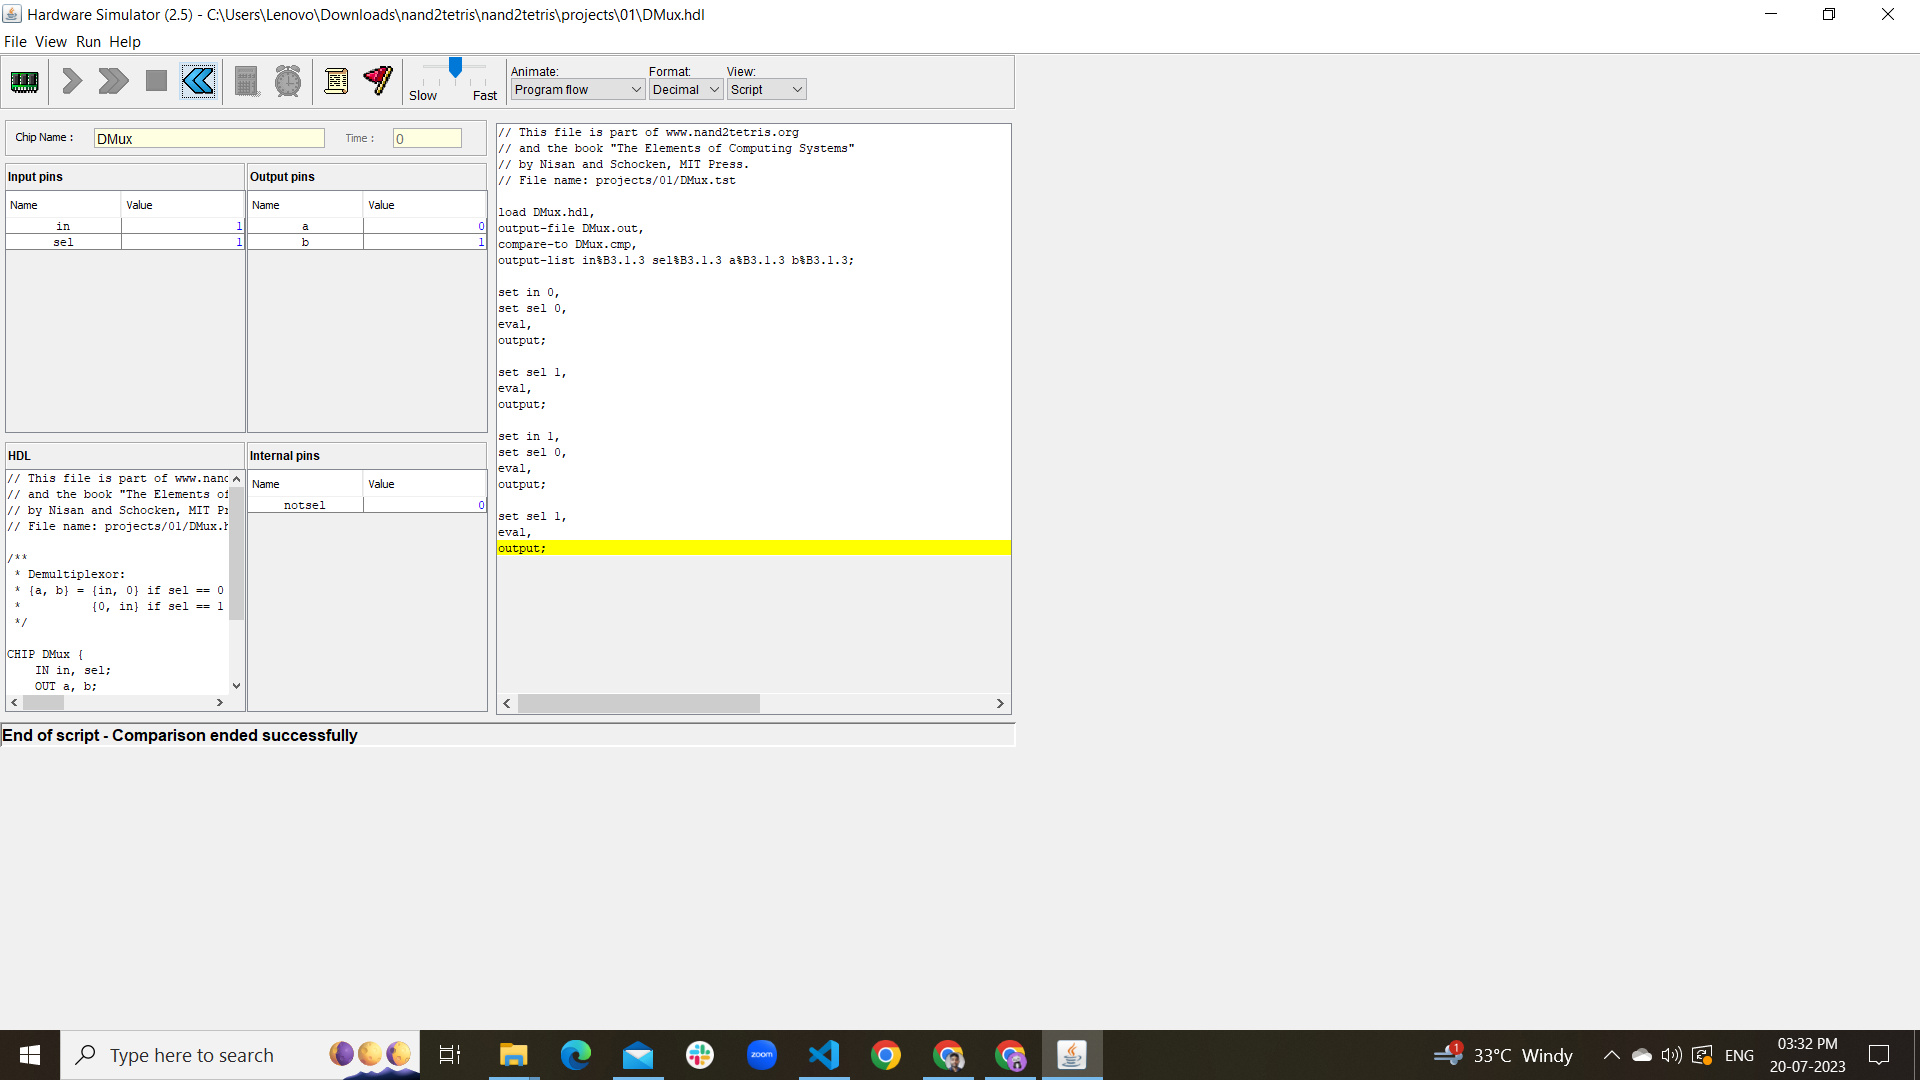 Hardware Simulator (2.5) - C:\Users\Lenovo\Downloads\nand2tetris\nand2tetris\projects\01\DMux.hdl
File View Run Help
Slow Fast
Animate: Format: View:
Program flow Decimal Script
Chip Name : DMux Time : 0
Input pins
Name Value
in 1
sel 1
Output pins
Name Value
a 0
b 1
HDL
// This file is part of www.nand
// and the book "The Elements of
// by Nisan and Schocken, MIT Pr
// File name: projects/01/DMux.h
/**
* Demultiplexor:
* {a, b} = {in, 0} if sel == 0
* {0, in} if sel == 1
*/
CHIP DMux {
IN in, sel;
OUT a, b;
Internal pins
Name Value
notsel 0
// This file is part of www.nand2tetris.org
// and the book "The Elements of Computing Systems"
// by Nisan and Schocken, MIT Press.
// File name: projects/01/DMux.tst
load DMux.hdl,
output-file DMux.out,
compare-to DMux.cmp,
output-list in%B3.1.3 sel%B3.1.3 a%B3.1.3 b%B3.1.3;
set in 0,
set sel 0,
eval,
output;
set sel 1,
eval,
output;
set in 1,
set sel 0,
eval,
output;
set sel 1,
eval,
output;
End of script - Comparison ended successfully
Type here to search
zoom
1
33°C Windy
ENG
03:32 PM
20-07-2023